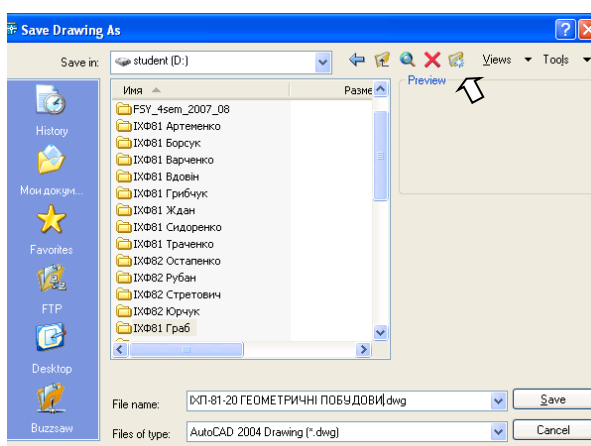 Save Drawing As
Save in: student (D:) Views Tools
Имя Разме Preview
FSY_4sem_2007_08
ІХФ81 Артеменко
ІХФ81 Борсук
ІХФ81 Варченко
ІХФ81 Вдовін
ІХФ81 Грибчук
ІХФ81 Ждан
ІХФ81 Сидоренко
ІХФ81 Траченко
ІХФ82 Остапенко
ІХФ82 Рубан
ІХФ82 Стретович
ІХФ82 Юрчук
ІХФ81 Граб
History
Мои докум...
Favorites
FTP
Desktop
Buzzsaw
File name: ІХП-81-20 ГЕОМЕТРИЧНІ ПОБУДОВИ.dwg Save
Files of type: AutoCAD 2004 Drawing (*.dwg) Cancel